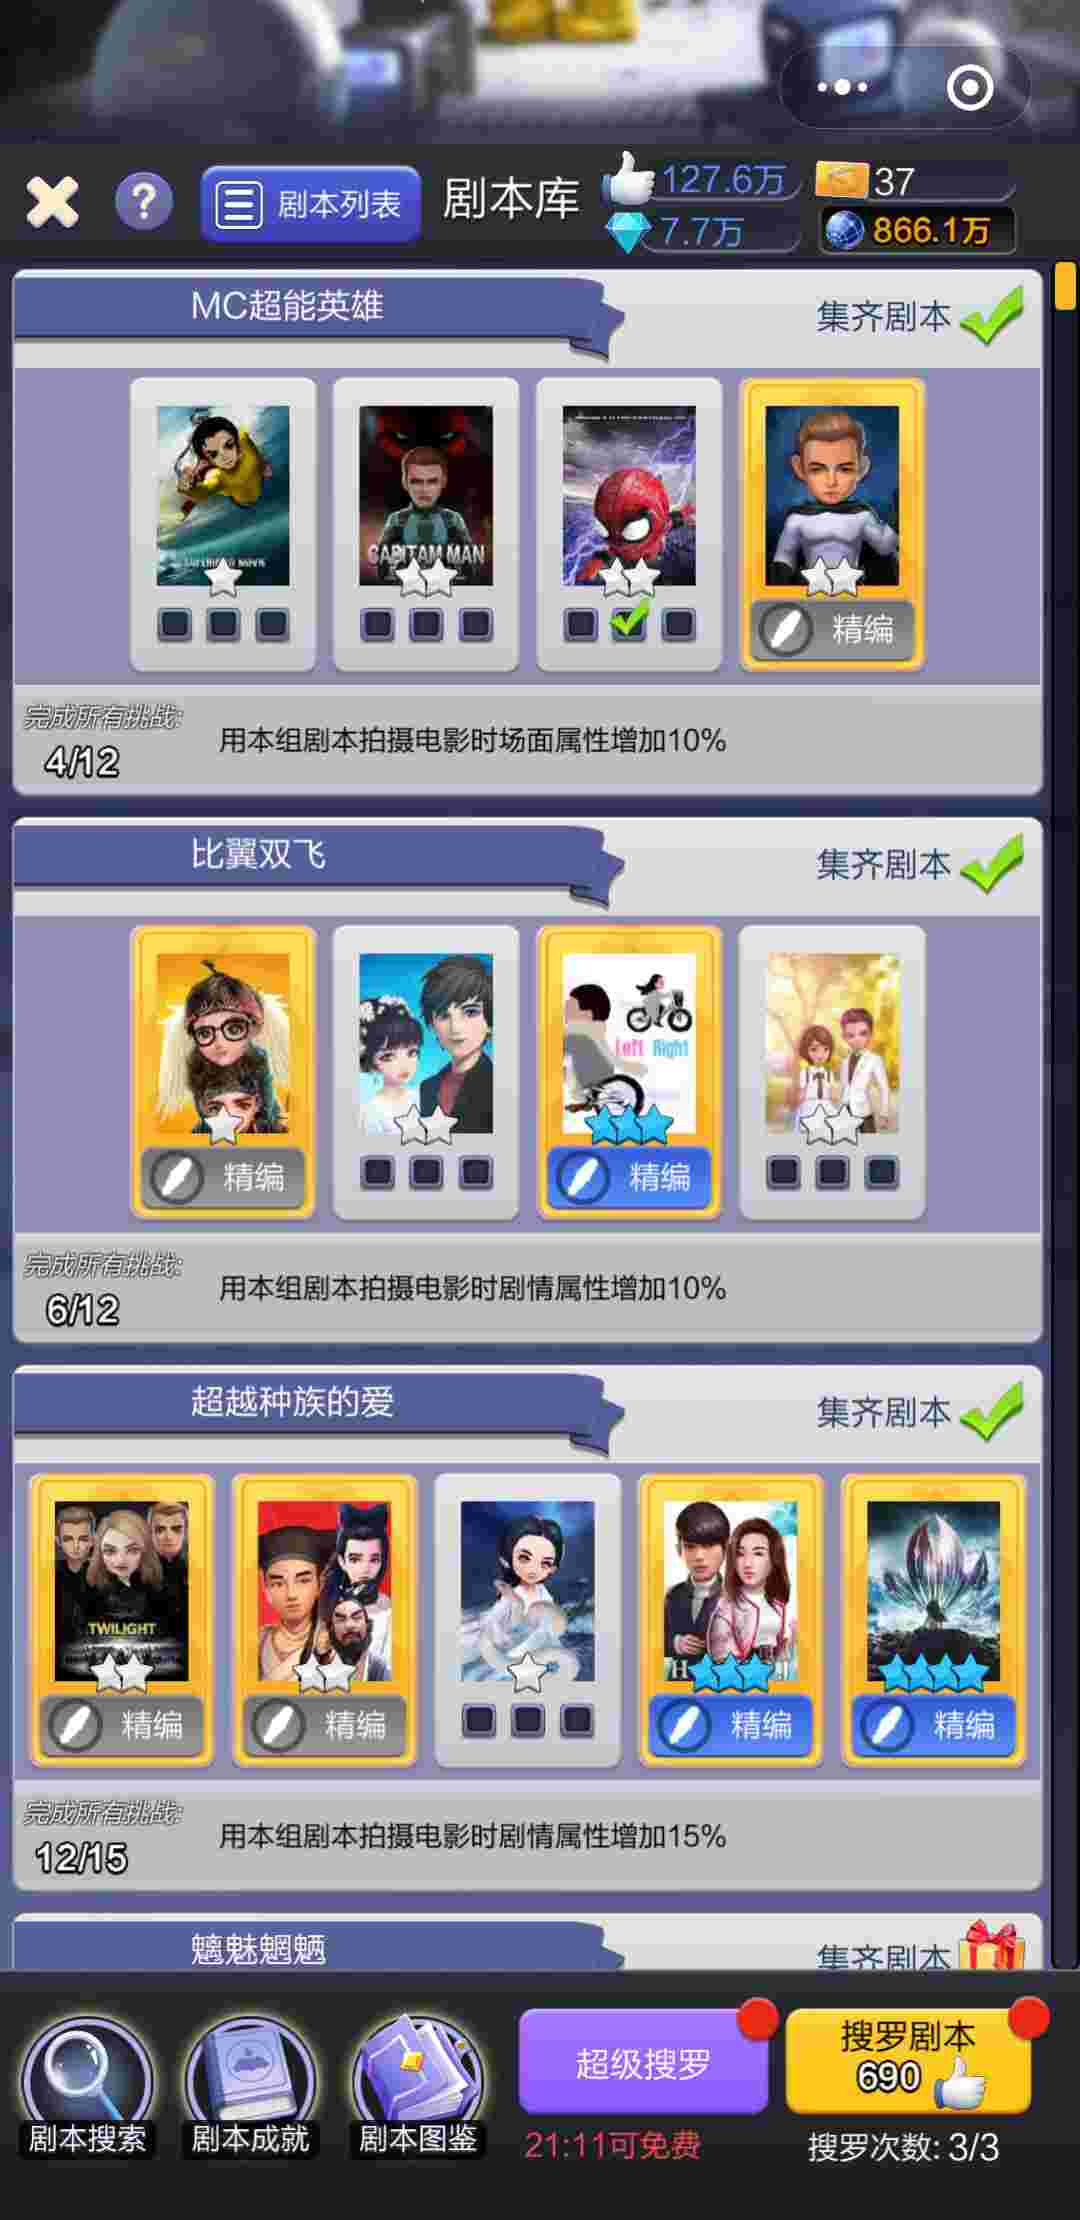 127.6万
37
?
剧本列表
剧本库
7.7万
866.1万
MC超能英雄
集齐剧本
CAPITAM MAN
精编
完成所有挑战:
4/12
用本组剧本拍摄电影时场面属性增加10%
比翼双飞
集齐剧本
Left Right
精编
精编
完成所有挑战:
6/12
用本组剧本拍摄电影时剧情属性增加10%
超越种族的爱
集齐剧本
TWILIGHT
精编
精编
精编
精编
完成所有挑战:
12/15
用本组剧本拍摄电影时剧情属性增加15%
魑魅魍魉
集齐剧本
超级搜罗
搜罗剧本
690
剧本搜索
剧本成就
剧本图鉴
21:11可免费
搜罗次数: 3/3